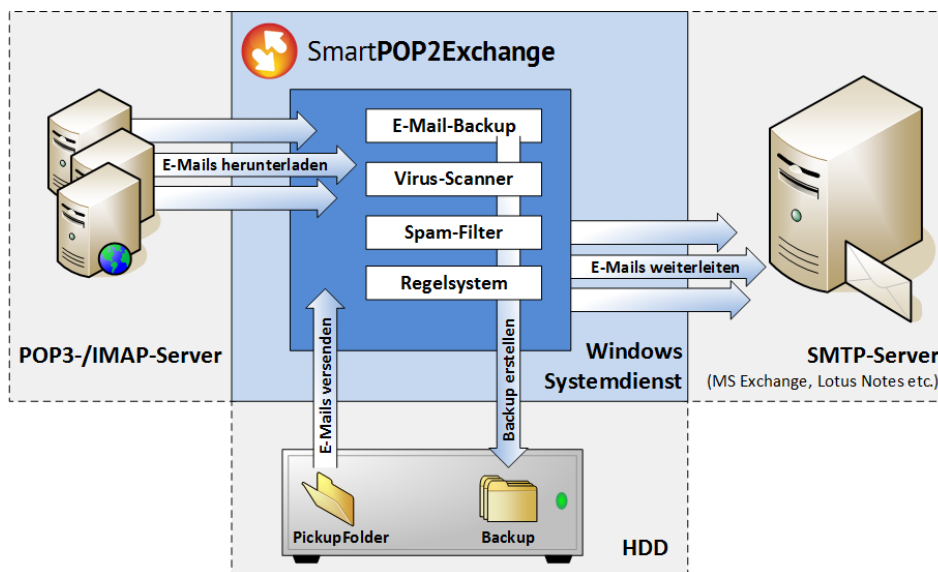 SmartPOP2Exchange
E-Mail-Backup
E-Mails herunterladen
Virus-Scanner
Spam-Filter
E-Mails weiterleiten
Regelsystem
POP3-/IMAP-Server
Windows
Systemdienst
SMTP-Server
(MS Exchange, Lotus Notes etc.)
E-Mails versenden
Backup erstellen
PickupFolder
Backup
HDD